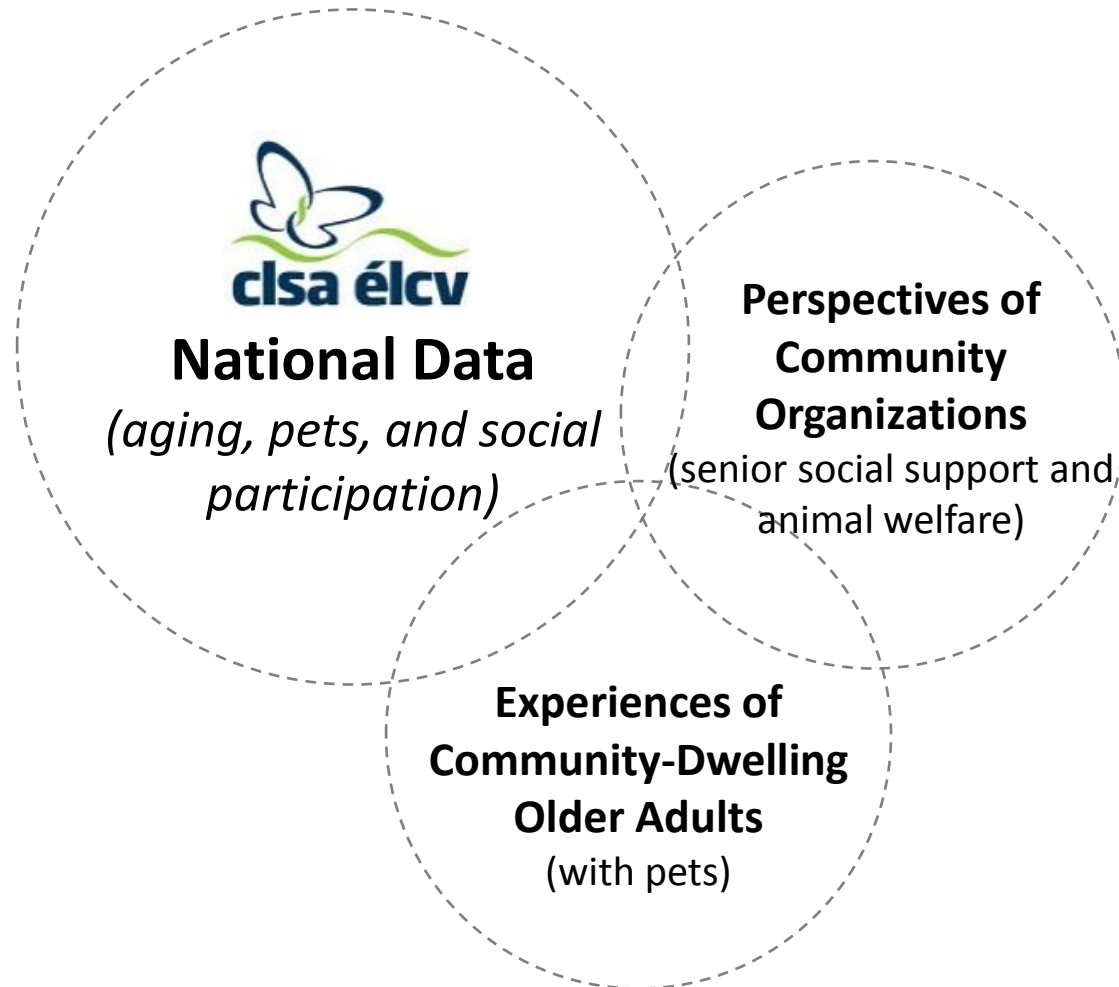 clsa élcv
National Data
(aging, pets, and social
participation)
Perspectives of
Community
Organizations
(senior social support and
animal welfare)
Experiences of
Community-Dwelling
Older Adults
(with pets)